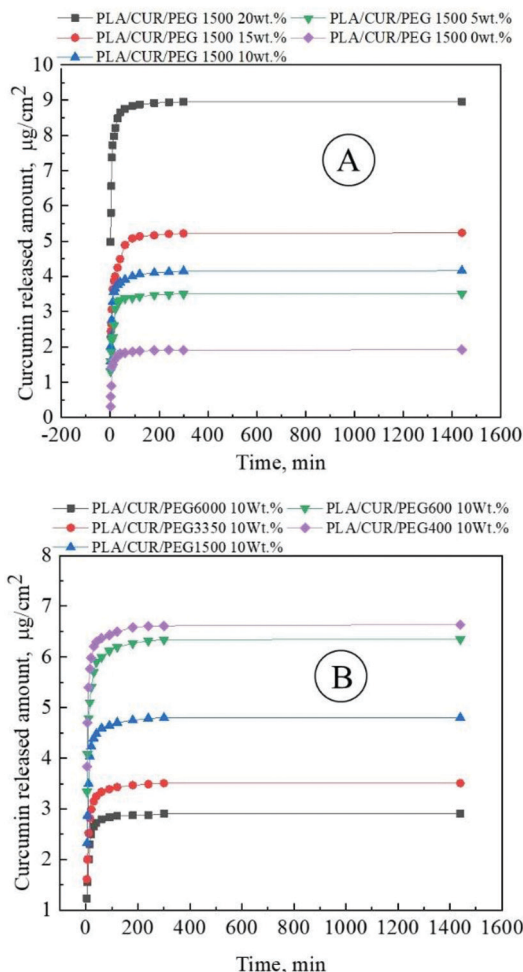 PLA/CUR/PEG 1500 20wt.% PLA/CUR/PEG 1500 5wt.%
PLA/CUR/PEG 1500 15wt.% PLA/CUR/PEG 1500 0wt.%
PLA/CUR/PEG 1500 10wt.%
10
9
8
7
6
5
4
3
2
1
0
Curcumin released amount, µg/cm²
A
-200 0 200 400 600 800 1000 1200 1400 1600
Time, min
PLA/CUR/PEG6000 10Wt.% PLA/CUR/PEG600 10Wt.%
PLA/CUR/PEG3350 10Wt.% PLA/CUR/PEG400 10Wt.%
PLA/CUR/PEG1500 10Wt.%
8
7
6
5
4
3
2
1
Curcumin released amount, µg/cm²
B
0 200 400 600 800 1000 1200 1400 1600
Time, min